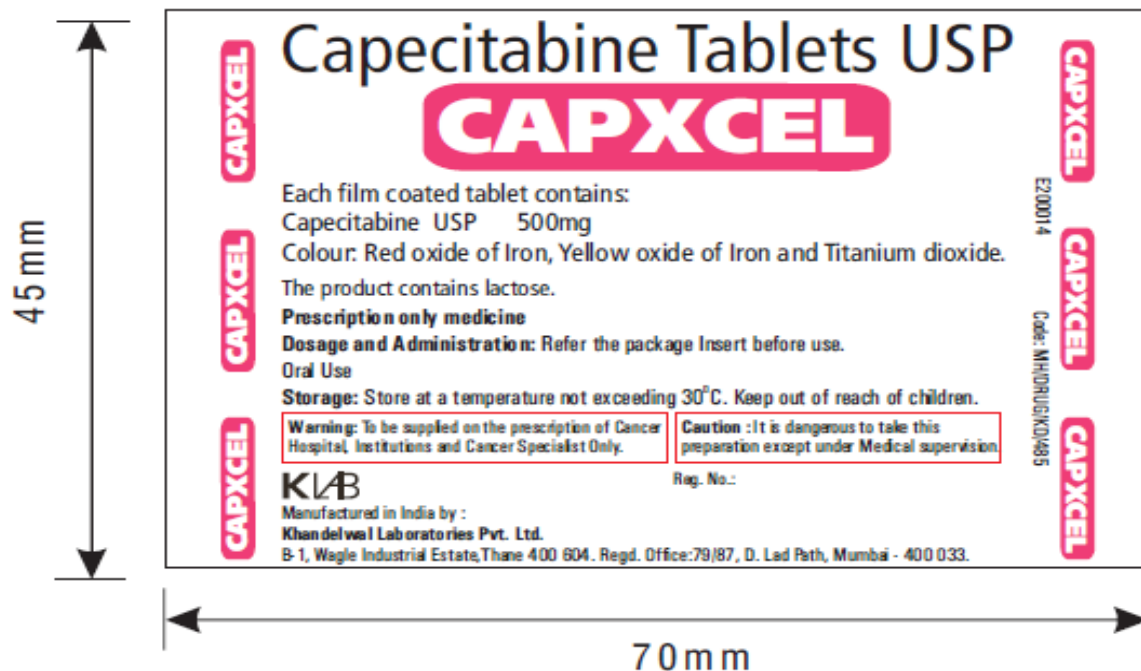 Capecitabine Tablets USP
CAPXCEL
Each film coated tablet contains:
Capecitabine USP 500mg
Colour: Red oxide of Iron, Yellow oxide of Iron and Titanium dioxide.
The product contains lactose.
Prescription only medicine
Dosage and Administration: Refer the package Insert before use.
Oral Use
Storage: Store at a temperature not exceeding 30°C. Keep out of reach of children.
Warning: To be supplied on the prescription of Cancer
Hospital, Institutions and Cancer Specialist Only.
Caution : It is dangerous to take this
preparation except under Medical supervision.
KLAB
Reg. No.:
Manufactured in India by :
Khandelwal Laboratories Pvt. Ltd.
B-1, Wagle Industrial Estate,Thane 400 604. Regd. Office:79/87, D. Lad Path, Mumbai - 400 033.
CAPXCEL
CAPXCEL
CAPXCEL
CAPXCEL
CAPXCEL
CAPXCEL
E200014
Code: MH/DRUG/KD/485
45mm
70mm